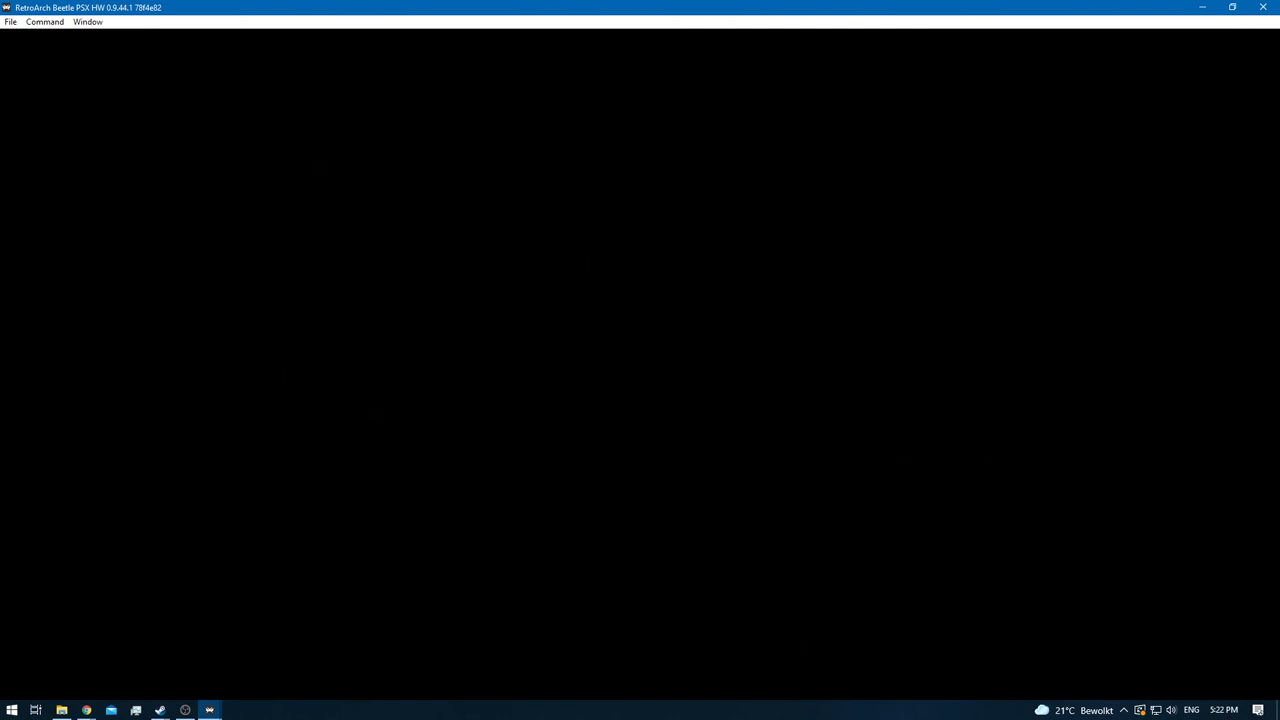 RetroArch Beetle PSX HW 0.9.44.1 78f4e82
File Command Window
21°C Bewolkt ENG 5:22 PM